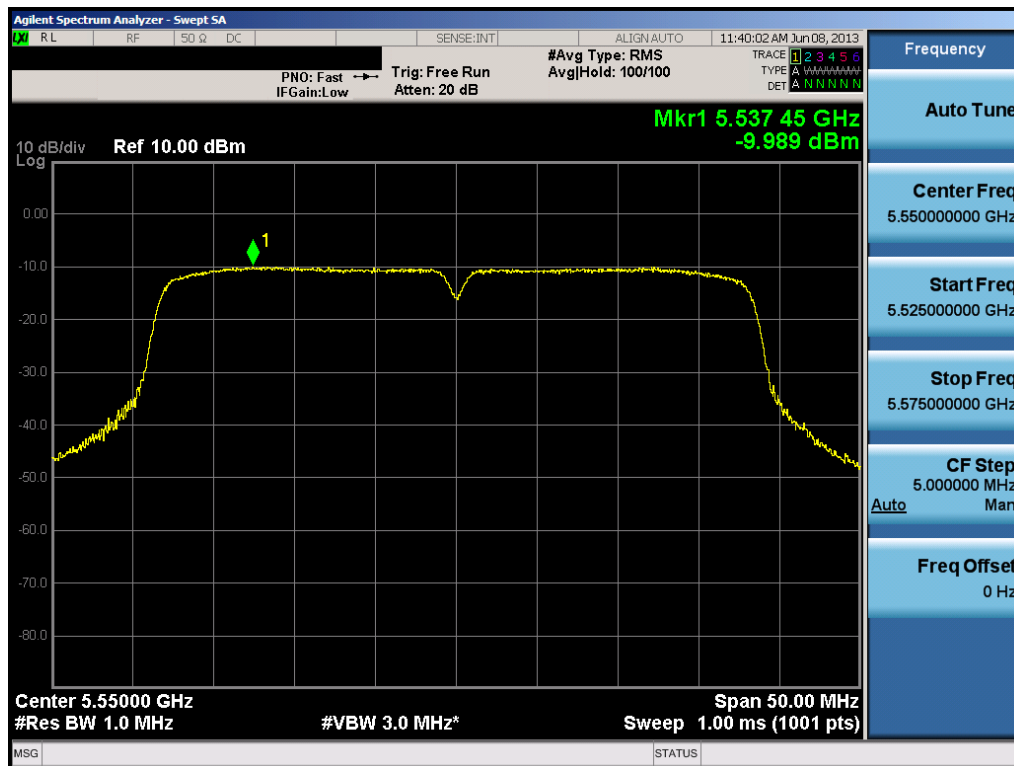 Agilent Spectrum Analyzer - Swept SA
LXI RL RF 50 Ω DC SENSE:INT ALIGN AUTO 11:40:02 AM Jun 08, 2013
PNO: Fast
IFGain:Low
Trig: Free Run
Atten: 20 dB
#Avg Type: RMS
Avg|Hold: 100/100
TRACE 1 2 3 4 5 6
TYPE A WWWWW
DET A N N N N N
Mkr1 5.537 45 GHz
-9.989 dBm
10 dB/div Ref 10.00 dBm
Log
0.00
-10.0
-20.0
-30.0
-40.0
-50.0
-60.0
-70.0
-80.0
1
Center 5.55000 GHz Span 50.00 MHz
#Res BW 1.0 MHz #VBW 3.0 MHz* Sweep 1.00 ms (1001 pts)
MSG STATUS
Frequency
Auto Tune
Center Freq
5.550000000 GHz
Start Freq
5.525000000 GHz
Stop Freq
5.575000000 GHz
CF Step
5.000000 MHz
Auto Man
Freq Offset
0 Hz